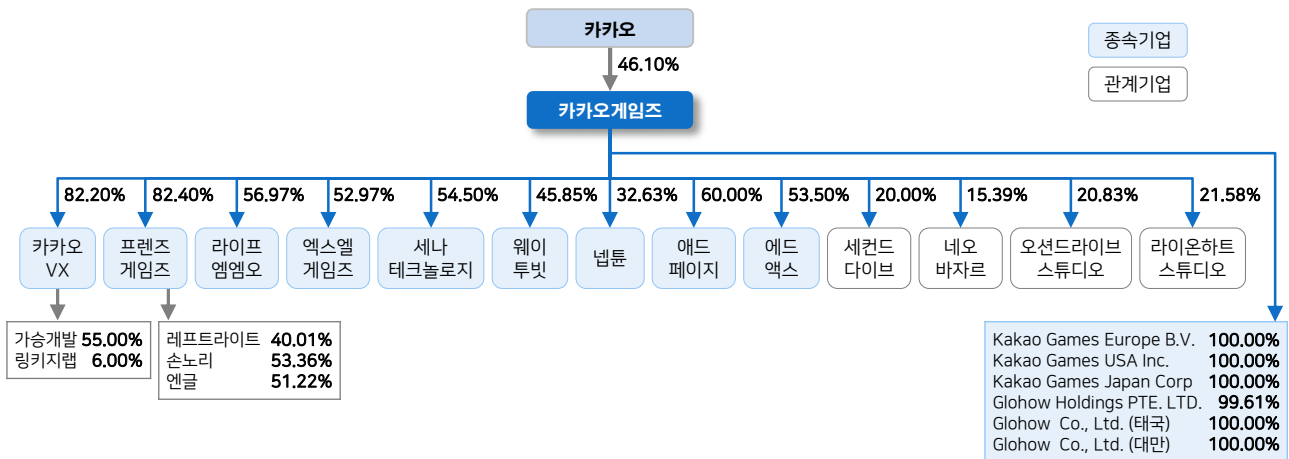 카카오
종속기업
46.10%
관계기업
카카오게임즈
82.20%
82.40%
56.97%
52.97%
54.50%
45.85%
32.63%
60.00%
53.50%
20.00%
15.39%
20.83%
21.58%
카카오
VX
프렌즈
게임즈
라이프
엠엠오
엑스엘
게임즈
세나
테크놀로지
웨이
투빗
넵튠
애드
페이지
에드
액스
세컨드
다이브
네오
바자르
오션드라이브
스튜디오
라이온하트
스튜디오
가승개발 55.00%
링키지랩 6.00%
레프트라이트 40.01%
손노리 53.36%
엔글 51.22%
Kakao Games Europe B.V. 100.00%
Kakao Games USA Inc. 100.00%
Kakao Games Japan Corp 100.00%
Glohow Holdings PTE. LTD. 99.61%
Glohow Co., Ltd. (태국) 100.00%
Glohow Co., Ltd. (대만) 100.00%